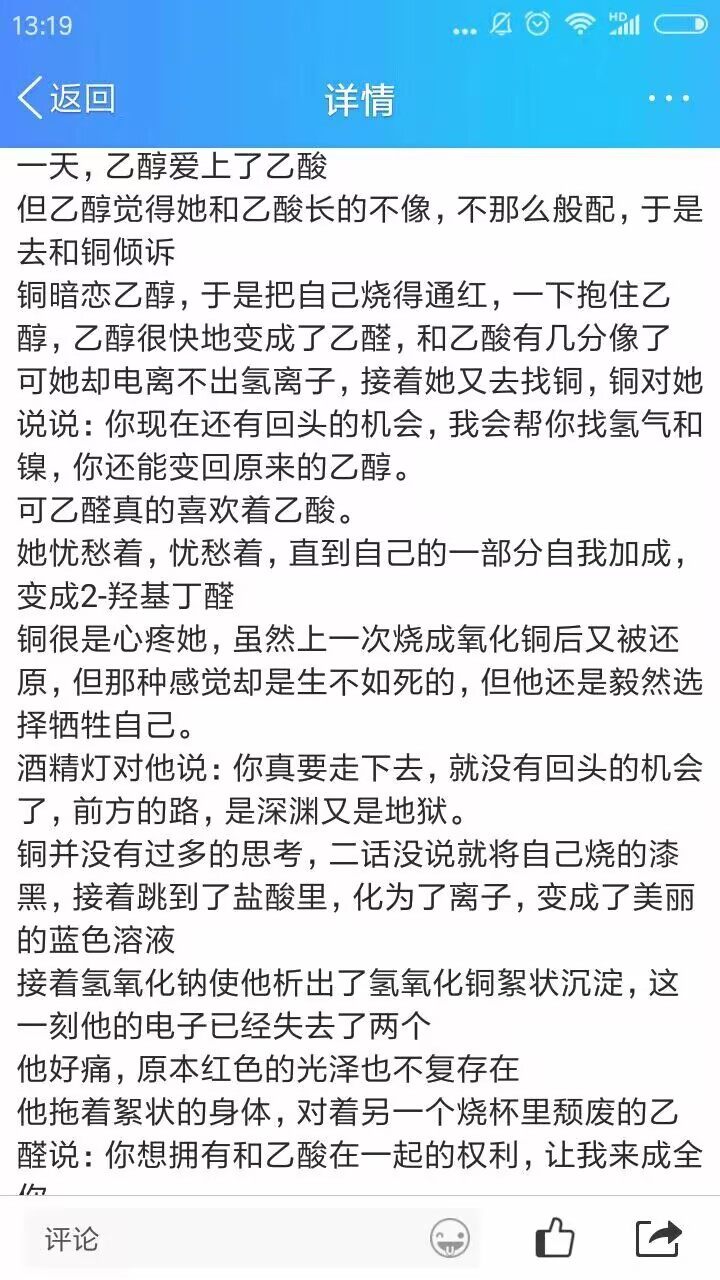 13:19
HD
返回
详情
一天，乙醇爱上了乙酸
但乙醇觉得她和乙酸长的不像，不那么般配，于是
去和铜倾诉
铜暗恋乙醇，于是把自己烧得通红，一下抱住乙
醇，乙醇很快地变成了乙醛，和乙酸有几分像了
可她却电离不出氢离子，接着她又去找铜，铜对她
说说：你现在还有回头的机会，我会帮你找氢气和
镍，你还能变回原来的乙醇。
可乙醛真的喜欢着乙酸。
她忧愁着，忧愁着，直到自己的一部分自我加成，
变成2-羟基丁醛
铜很是心疼她，虽然上一次烧成氧化铜后又被还
原，但那种感觉却是生不如死的，但他还是毅然选
择牺牲自己。
酒精灯对他说：你真要走下去，就没有回头的机会
了，前方的路，是深渊又是地狱。
铜并没有过多的思考，二话没说就将自己烧的漆
黑，接着跳到了盐酸里，化为了离子，变成了美丽
的蓝色溶液
接着氢氧化钠使他析出了氢氧化铜絮状沉淀，这
一刻他的电子已经失去了两个
他好痛，原本红色的光泽也不复存在
他拖着絮状的身体，对着另一个烧杯里颓废的乙
醛说：你想拥有和乙酸在一起的权利，让我来成全
评论